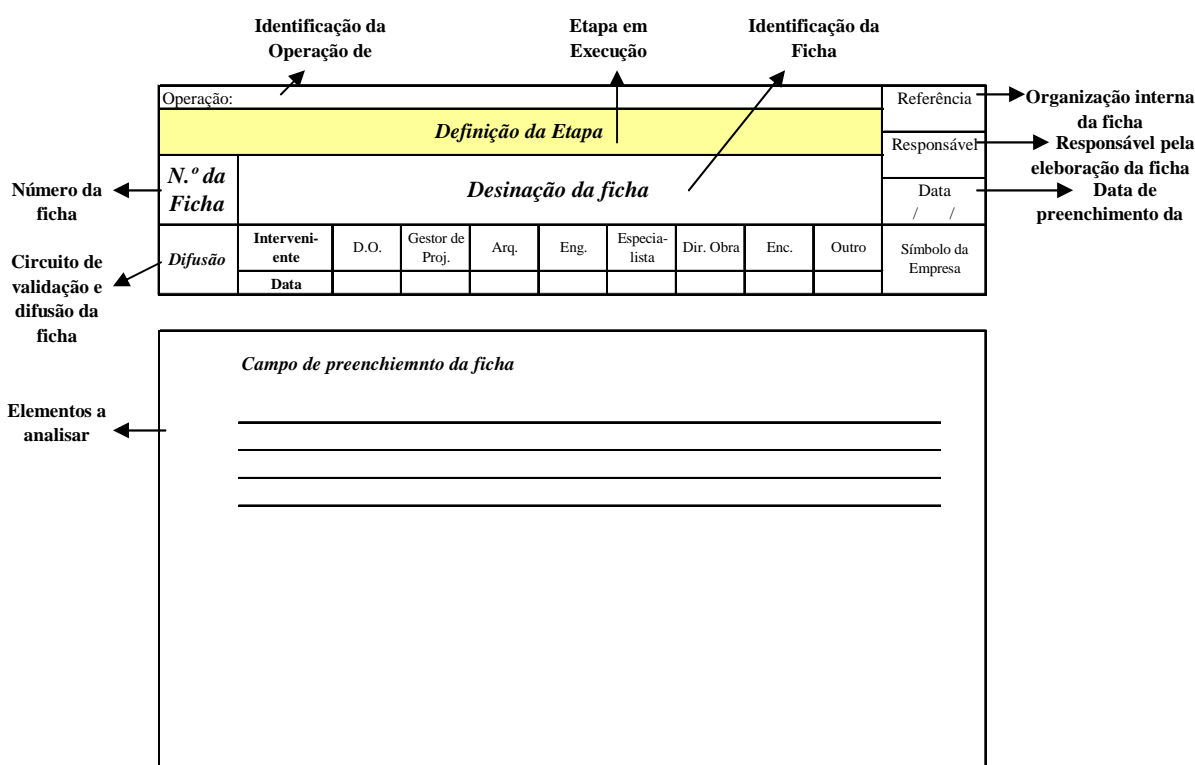 Identificação da
Operação de
Etapa em
Execução
Identificação da
Ficha
Operação:
Referência
Organização interna
da ficha
Definição da Etapa
Responsável
Responsável pela
eleboração da ficha
Número da
ficha
N.º da
Ficha
Desinação da ficha
Data
/ /
Data de
preenchimento da
Circuito de
validação e
difusão da
ficha
Difusão
Interveni-
ente
D.O.
Gestor de
Proj.
Arq.
Eng.
Especia-
lista
Dir. Obra
Enc.
Outro
Símbolo da
Empresa
Data
Campo de preenchiemnto da ficha
Elementos a
analisar